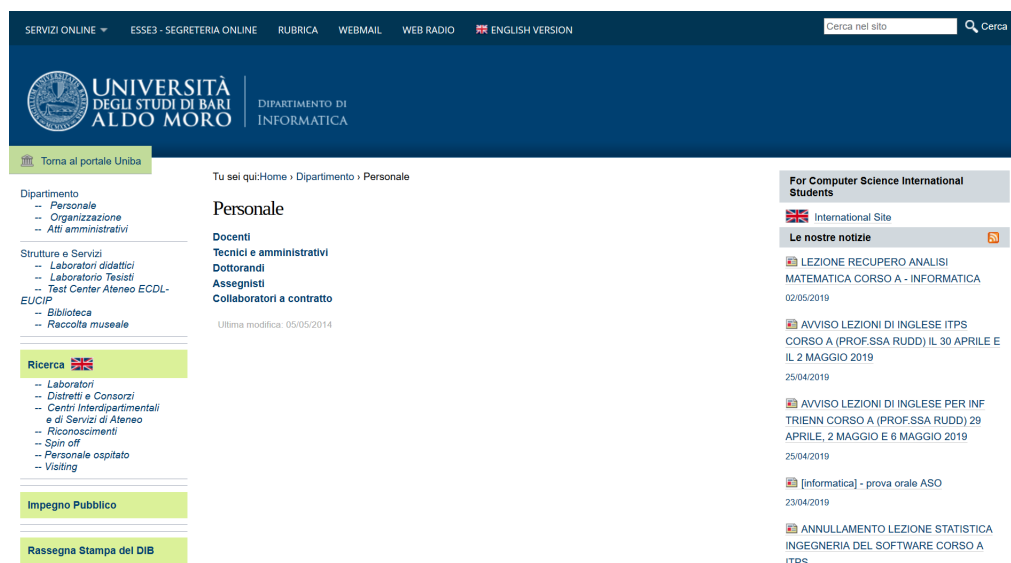 SERVIZI ONLINE ESSE3 - SEGRETERIA ONLINE RUBRICA WEBMAIL WEB RADIO ENGLISH VERSION
Cerca nel sito Cerca
UNIVERSITÀ
DEGLI STUDI DI BARI
ALDO MORO
DIPARTIMENTO DI
INFORMATICA
Torna al portale Uniba
Dipartimento
-- Personale
-- Organizzazione
-- Atti amministrativi
Strutture e Servizi
-- Laboratori didattici
-- Laboratorio Tesisti
-- Test Center Ateneo ECDL-
EUCIP
-- Biblioteca
-- Raccolta museale
Ricerca
-- Laboratori
-- Distretti e Consorzi
-- Centri Interdipartimentali
e di Servizi di Ateneo
-- Riconoscimenti
-- Spin off
-- Personale ospitato
-- Visiting
Impegno Pubblico
Rassegna Stampa del DIB
Tu sei qui:Home › Dipartimento › Personale
Personale
Docenti
Tecnici e amministrativi
Dottorandi
Assegnisti
Collaboratori a contratto
Ultima modifica: 05/05/2014
For Computer Science International
Students
International Site
Le nostre notizie
LEZIONE RECUPERO ANALISI
MATEMATICA CORSO A - INFORMATICA
02/05/2019
AVVISO LEZIONI DI INGLESE ITPS
CORSO A (PROF.SSA RUDD) IL 30 APRILE E
IL 2 MAGGIO 2019
25/04/2019
AVVISO LEZIONI DI INGLESE PER INF
TRIENN CORSO A (PROF.SSA RUDD) 29
APRILE, 2 MAGGIO E 6 MAGGIO 2019
25/04/2019
[informatica] - prova orale ASO
23/04/2019
ANNULLAMENTO LEZIONE STATISTICA
INGEGNERIA DEL SOFTWARE CORSO A
ITPS